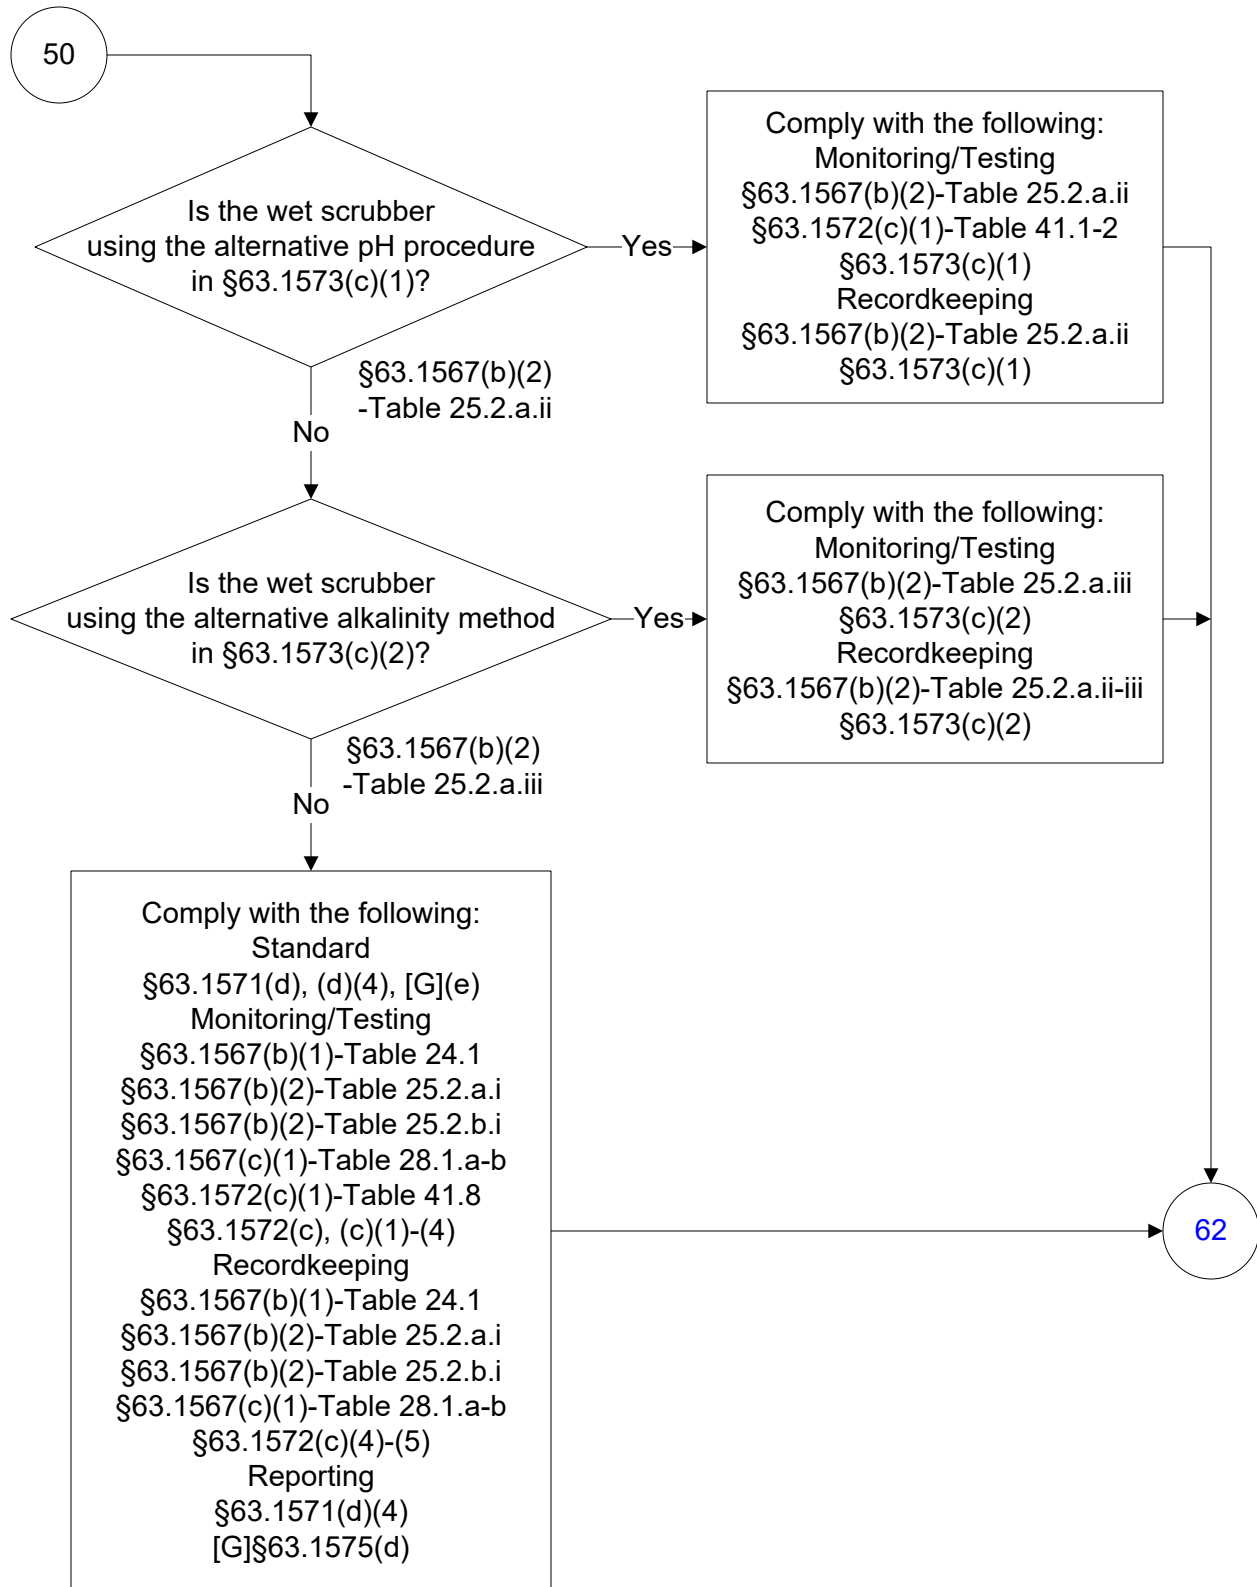 50
Is the wet scrubber
using the alternative pH procedure
in §63.1573(c)(1)?
Yes
Comply with the following:
Monitoring/Testing
§63.1567(b)(2)-Table 25.2.a.ii
§63.1572(c)(1)-Table 41.1-2
§63.1573(c)(1)
Recordkeeping
§63.1567(b)(2)-Table 25.2.a.ii
§63.1573(c)(1)
§63.1567(b)(2)
-Table 25.2.a.ii
No
Is the wet scrubber
using the alternative alkalinity method
in §63.1573(c)(2)?
Yes
Comply with the following:
Monitoring/Testing
§63.1567(b)(2)-Table 25.2.a.iii
§63.1573(c)(2)
Recordkeeping
§63.1567(b)(2)-Table 25.2.a.ii-iii
§63.1573(c)(2)
§63.1567(b)(2)
-Table 25.2.a.iii
No
Comply with the following:
Standard
§63.1571(d), (d)(4), [G](e)
Monitoring/Testing
§63.1567(b)(1)-Table 24.1
§63.1567(b)(2)-Table 25.2.a.i
§63.1567(b)(2)-Table 25.2.b.i
§63.1567(c)(1)-Table 28.1.a-b
§63.1572(c)(1)-Table 41.8
§63.1572(c), (c)(1)-(4)
Recordkeeping
§63.1567(b)(1)-Table 24.1
§63.1567(b)(2)-Table 25.2.a.i
§63.1567(b)(2)-Table 25.2.b.i
§63.1567(c)(1)-Table 28.1.a-b
§63.1572(c)(4)-(5)
Reporting
§63.1571(d)(4)
[G]§63.1575(d)
62